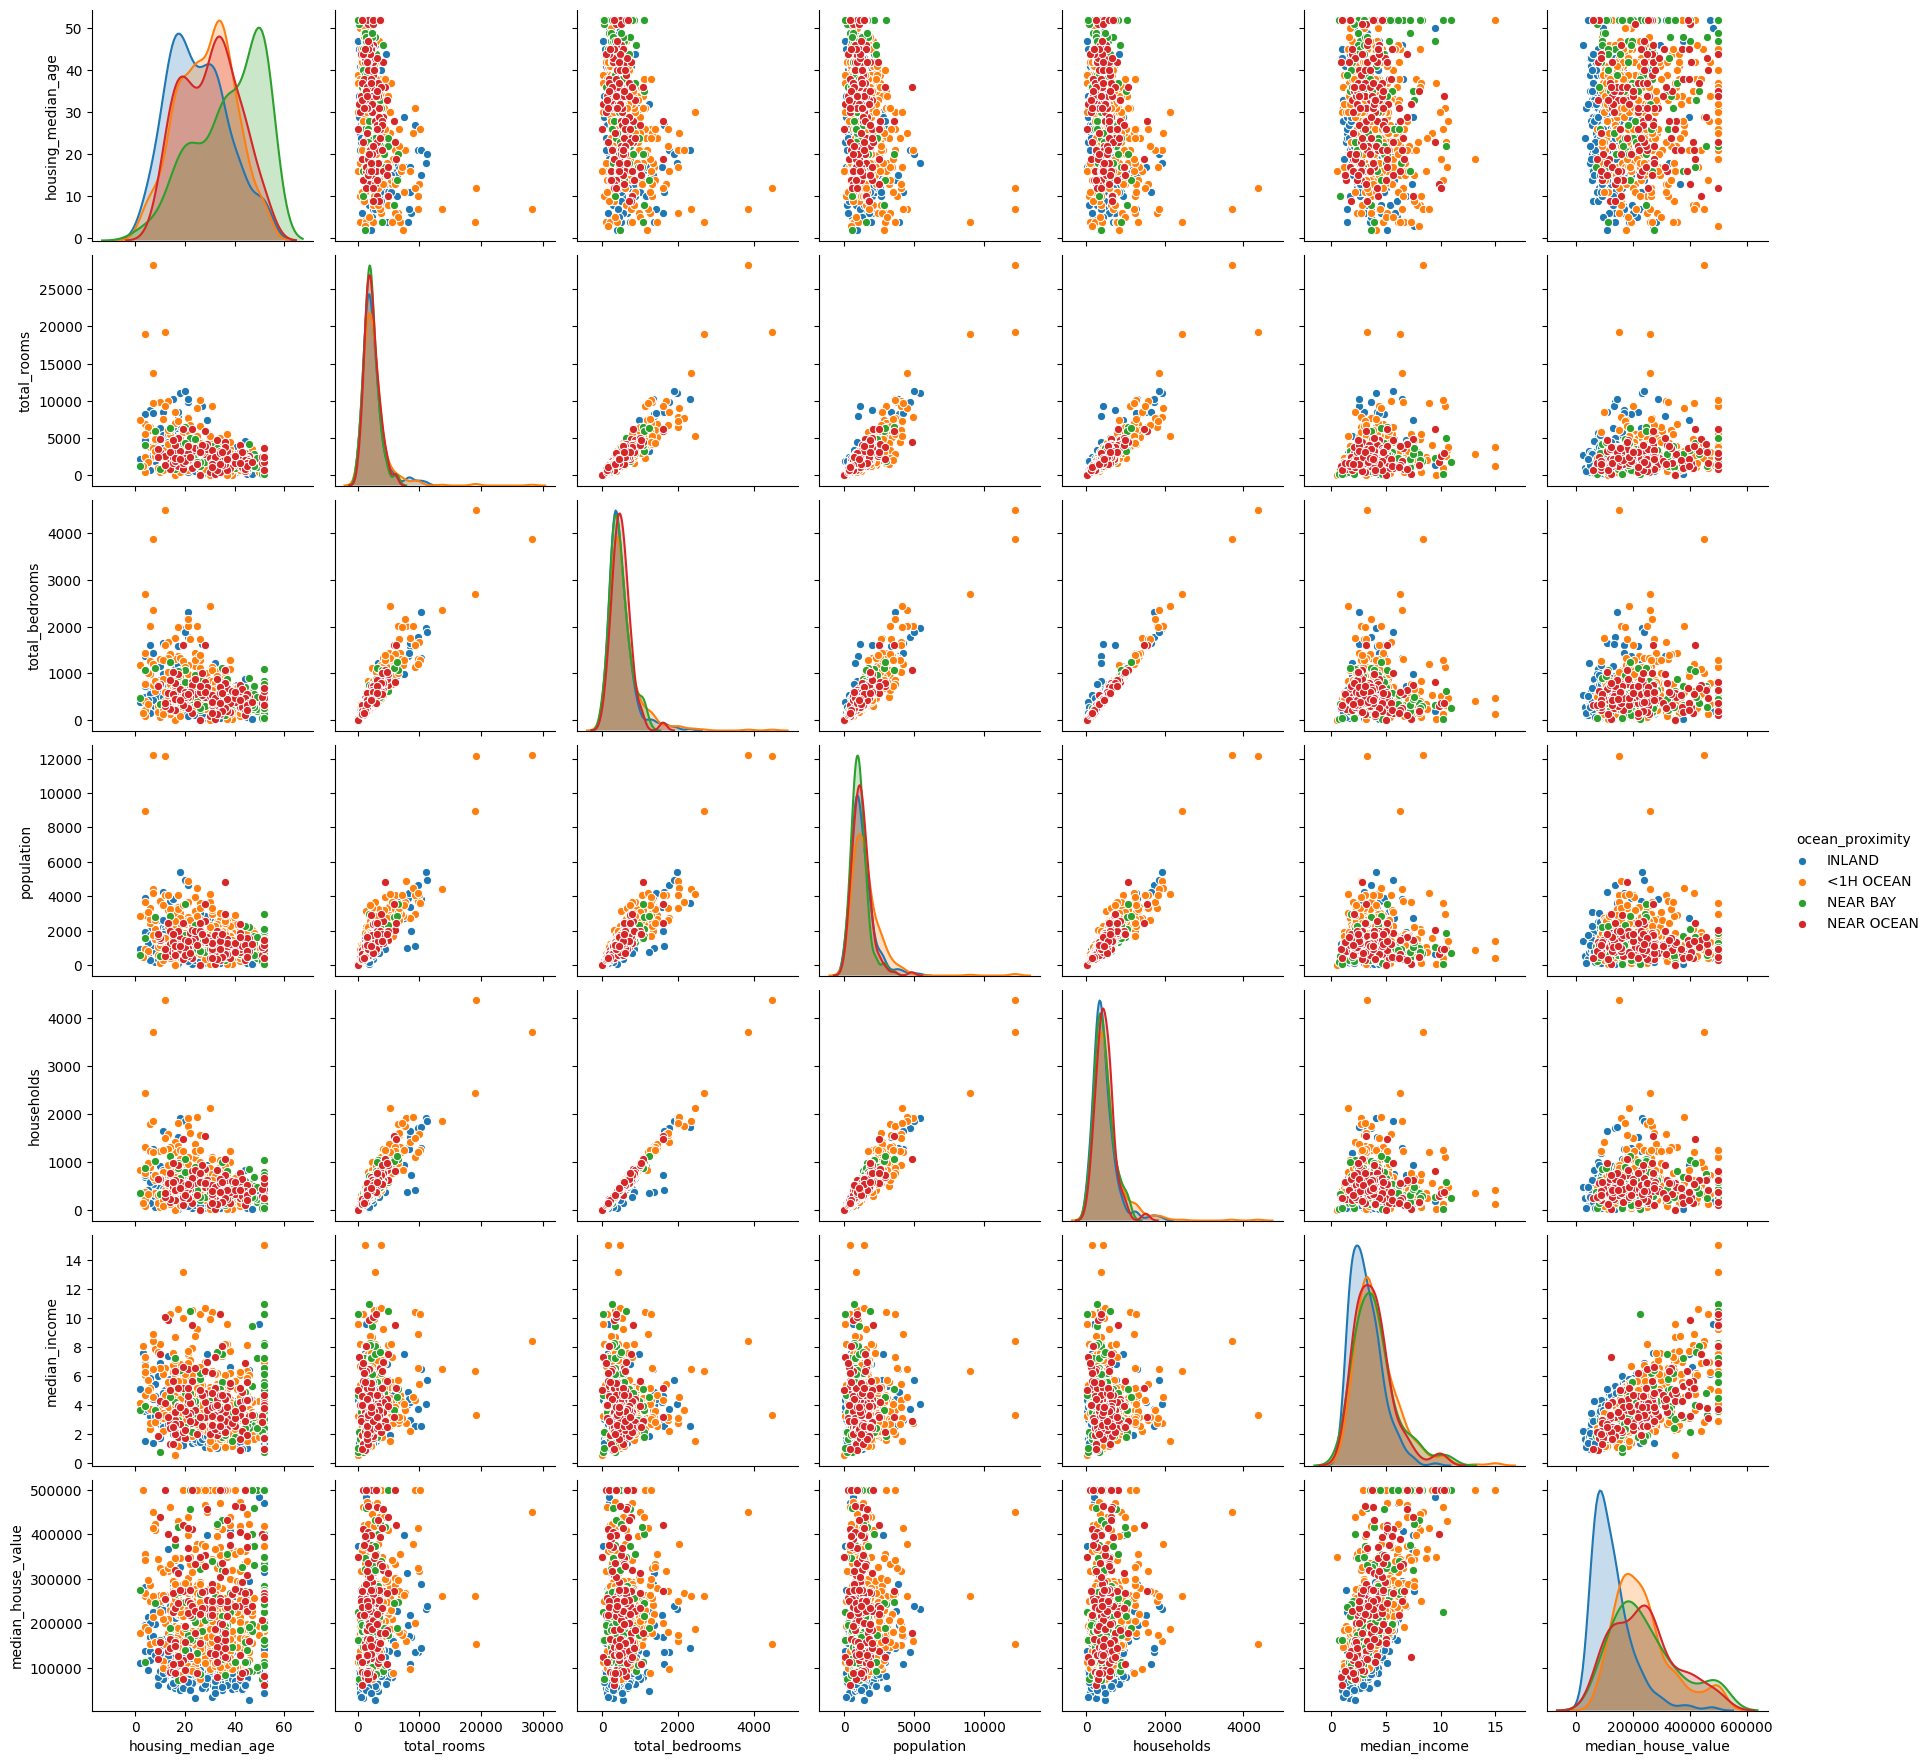 housing_median_age
50
40
30
20
10
0
total_rooms
25000
20000
15000
10000
5000
0
total_bedrooms
4000
3000
2000
1000
0
population
12000
10000
8000
6000
4000
2000
0
households
4000
3000
2000
1000
0
median_income
14
12
10
8
6
4
2
0
median_house_value
500000
400000
300000
200000
100000
0 20 40 60
0 10000 20000 30000
0 2000 4000
0 5000 10000
0 2000 4000
0 5 10 15
0 200000 400000 600000
housing_median_age
total_rooms
total_bedrooms
population
households
median_income
median_house_value
ocean_proximity
INLAND
<1H OCEAN
NEAR BAY
NEAR OCEAN